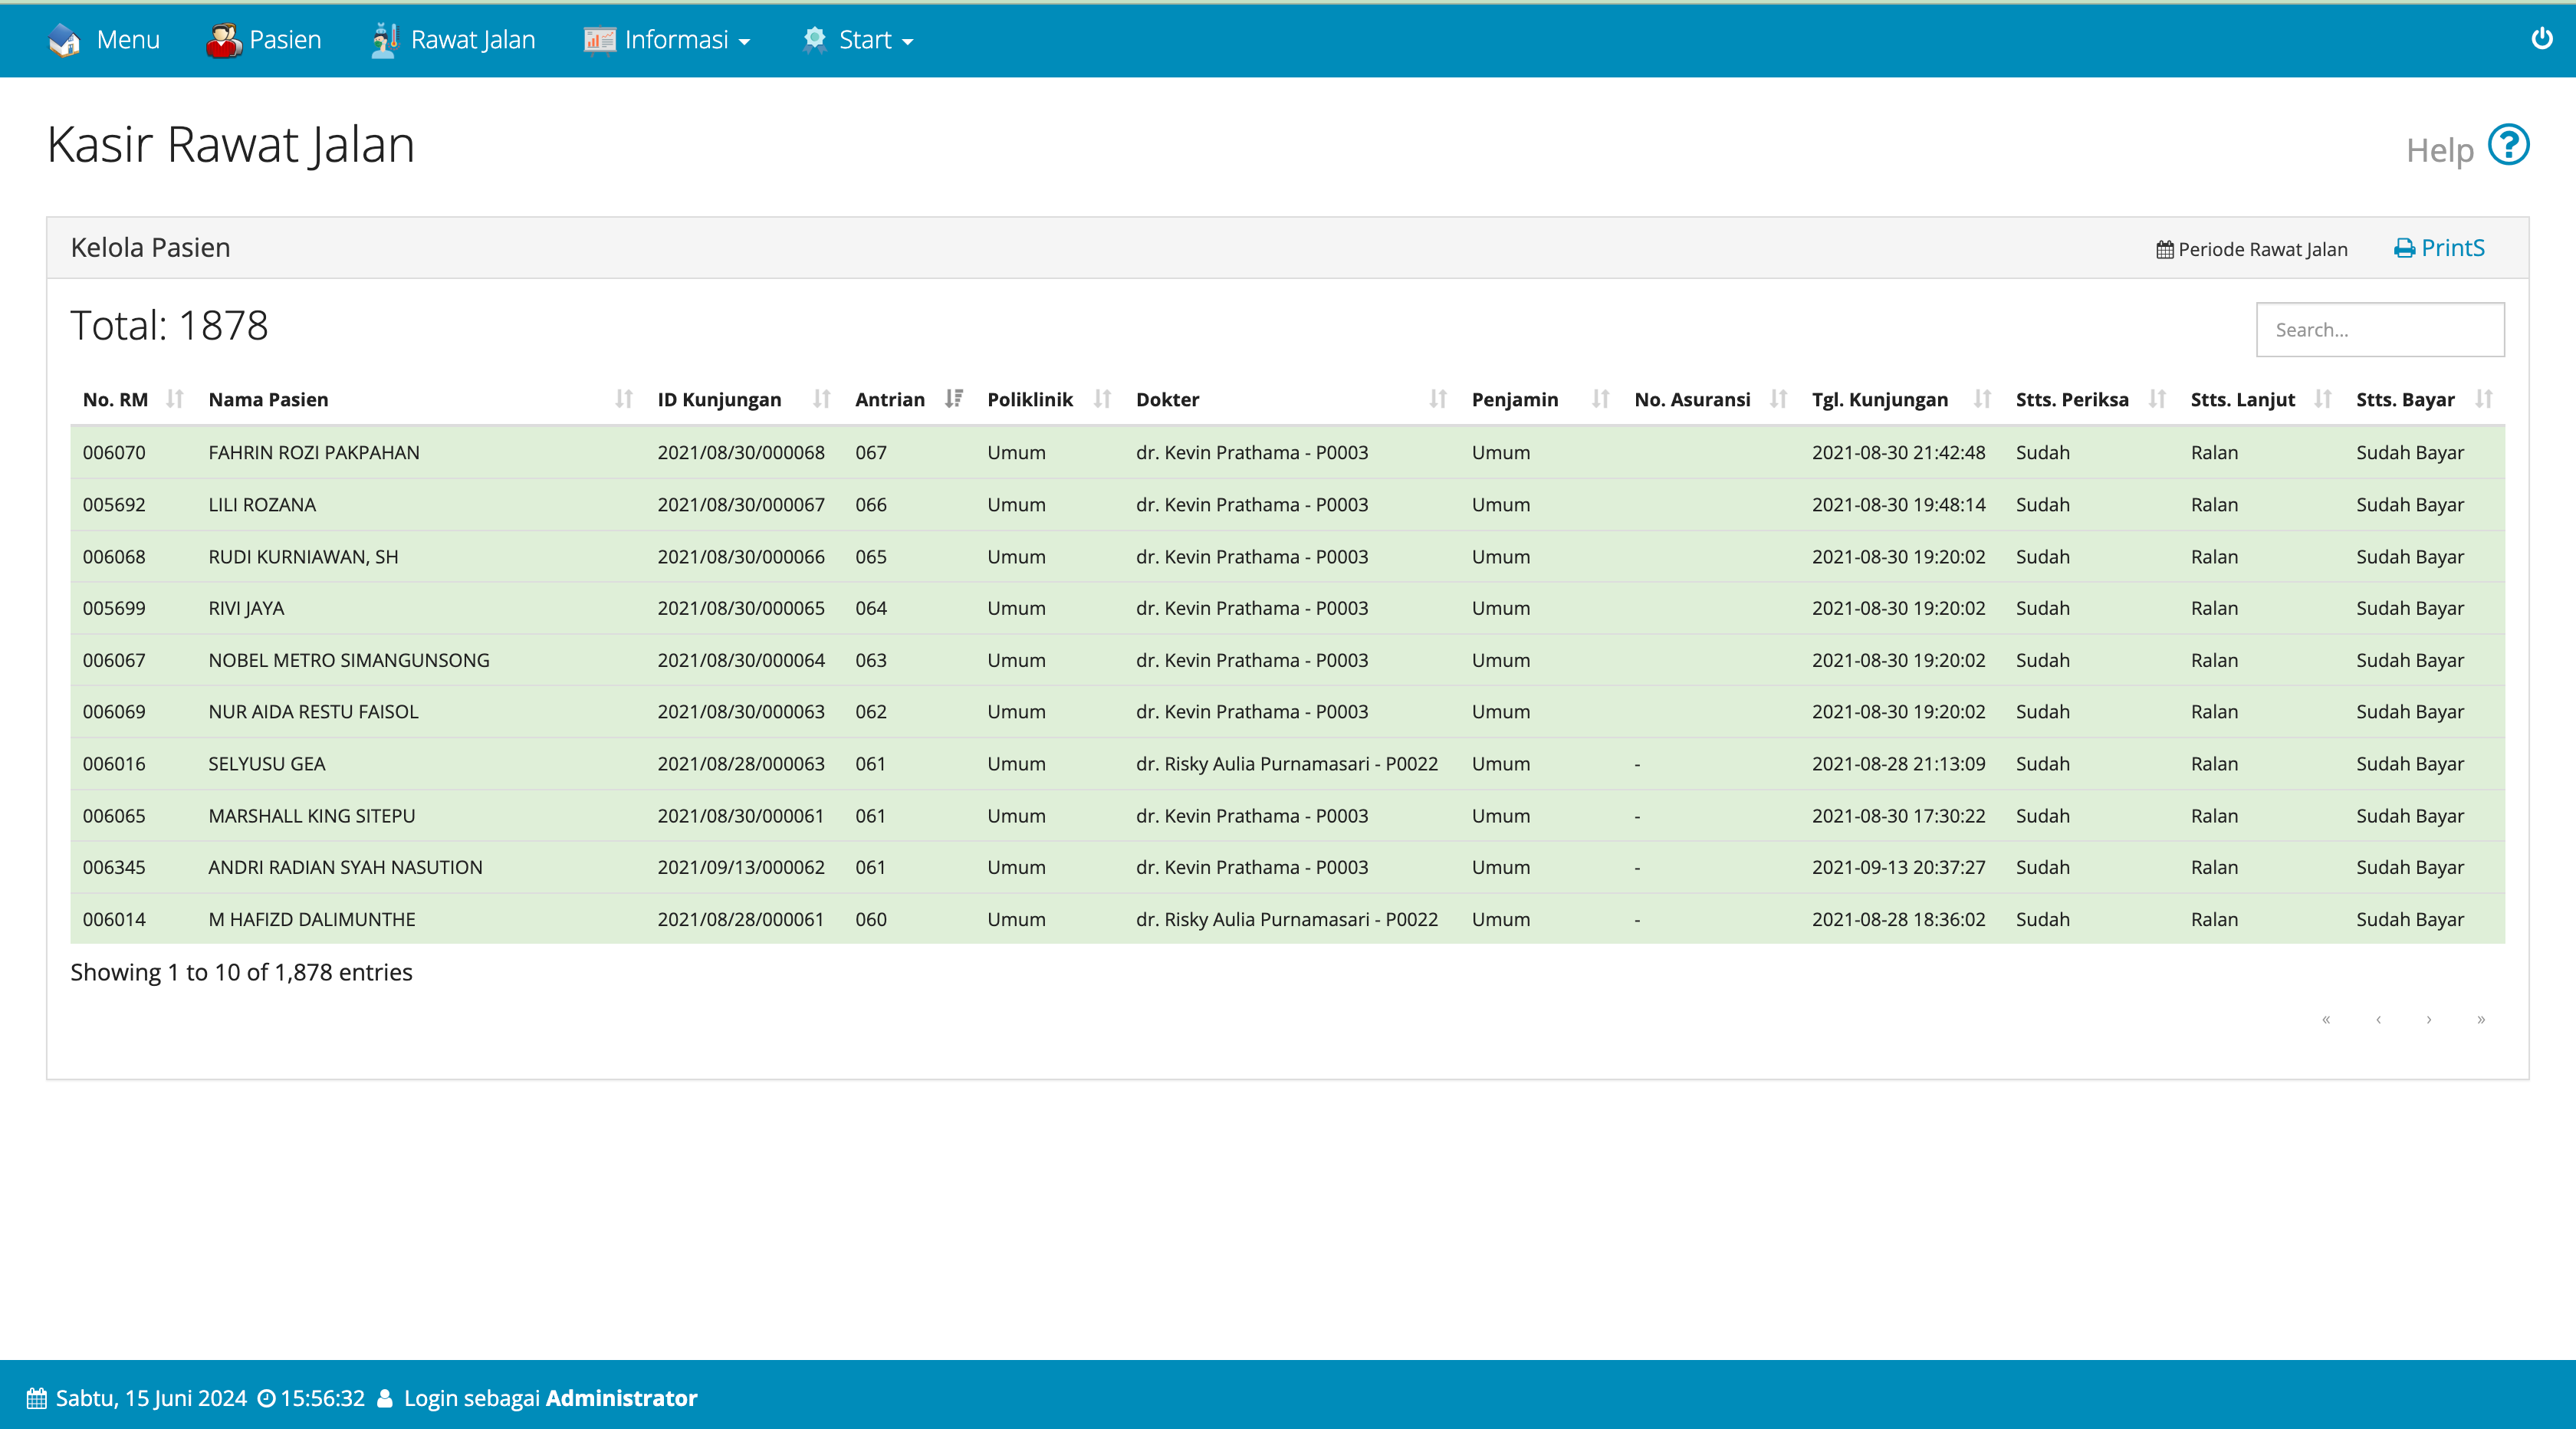 Menu Pasien Rawat Jalan Informasi Start
Kasir Rawat Jalan
Help
Kelola Pasien Periode Rawat Jalan PrintS
Total: 1878 Search...
No. RM Nama Pasien ID Kunjungan Antrian Poliklinik Dokter Penjamin No. Asuransi Tgl. Kunjungan Stts. Periksa Stts. Lanjut Stts. Bayar
006070 FAHRIN ROZI PAKPAHAN 2021/08/30/000068 067 Umum dr. Kevin Prathama - P0003 Umum 2021-08-30 21:42:48 Sudah Ralan Sudah Bayar
005692 LILI ROZANA 2021/08/30/000067 066 Umum dr. Kevin Prathama - P0003 Umum 2021-08-30 19:48:14 Sudah Ralan Sudah Bayar
006068 RUDI KURNIAWAN, SH 2021/08/30/000066 065 Umum dr. Kevin Prathama - P0003 Umum 2021-08-30 19:20:02 Sudah Ralan Sudah Bayar
005699 RIVI JAYA 2021/08/30/000065 064 Umum dr. Kevin Prathama - P0003 Umum 2021-08-30 19:20:02 Sudah Ralan Sudah Bayar
006067 NOBEL METRO SIMANGUNSONG 2021/08/30/000064 063 Umum dr. Kevin Prathama - P0003 Umum 2021-08-30 19:20:02 Sudah Ralan Sudah Bayar
006069 NUR AIDA RESTU FAISOL 2021/08/30/000063 062 Umum dr. Kevin Prathama - P0003 Umum 2021-08-30 19:20:02 Sudah Ralan Sudah Bayar
006016 SELYUSU GEA 2021/08/28/000063 061 Umum dr. Risky Aulia Purnamasari - P0022 Umum - 2021-08-28 21:13:09 Sudah Ralan Sudah Bayar
006065 MARSHALL KING SITEPU 2021/08/30/000061 061 Umum dr. Kevin Prathama - P0003 Umum - 2021-08-30 17:30:22 Sudah Ralan Sudah Bayar
006345 ANDRI RADIAN SYAH NASUTION 2021/09/13/000062 061 Umum dr. Kevin Prathama - P0003 Umum - 2021-09-13 20:37:27 Sudah Ralan Sudah Bayar
006014 M HAFIZD DALIMUNTHE 2021/08/28/000061 060 Umum dr. Risky Aulia Purnamasari - P0022 Umum - 2021-08-28 18:36:02 Sudah Ralan Sudah Bayar
Showing 1 to 10 of 1,878 entries
« ‹ › »
Sabtu, 15 Juni 2024 15:56:32 Login sebagai Administrator